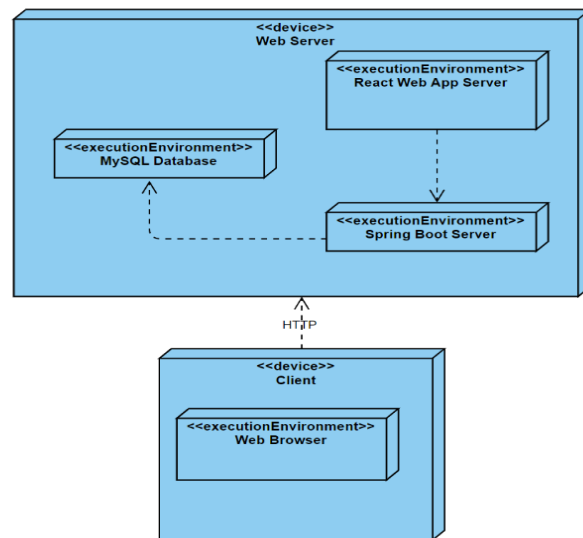 <<device>>
Web Server
<<executionEnvironment>>
React Web App Server
<<executionEnvironment>>
MySQL Database
<<executionEnvironment>>
Spring Boot Server
HTTP
<<device>>
Client
<<executionEnvironment>>
Web Browser